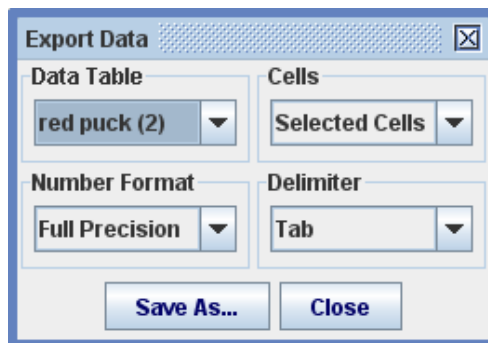 Export Data
Data Table
Cells
red puck (2)
Selected Cells
Number Format
Delimiter
Full Precision
Tab
Save As...
Close